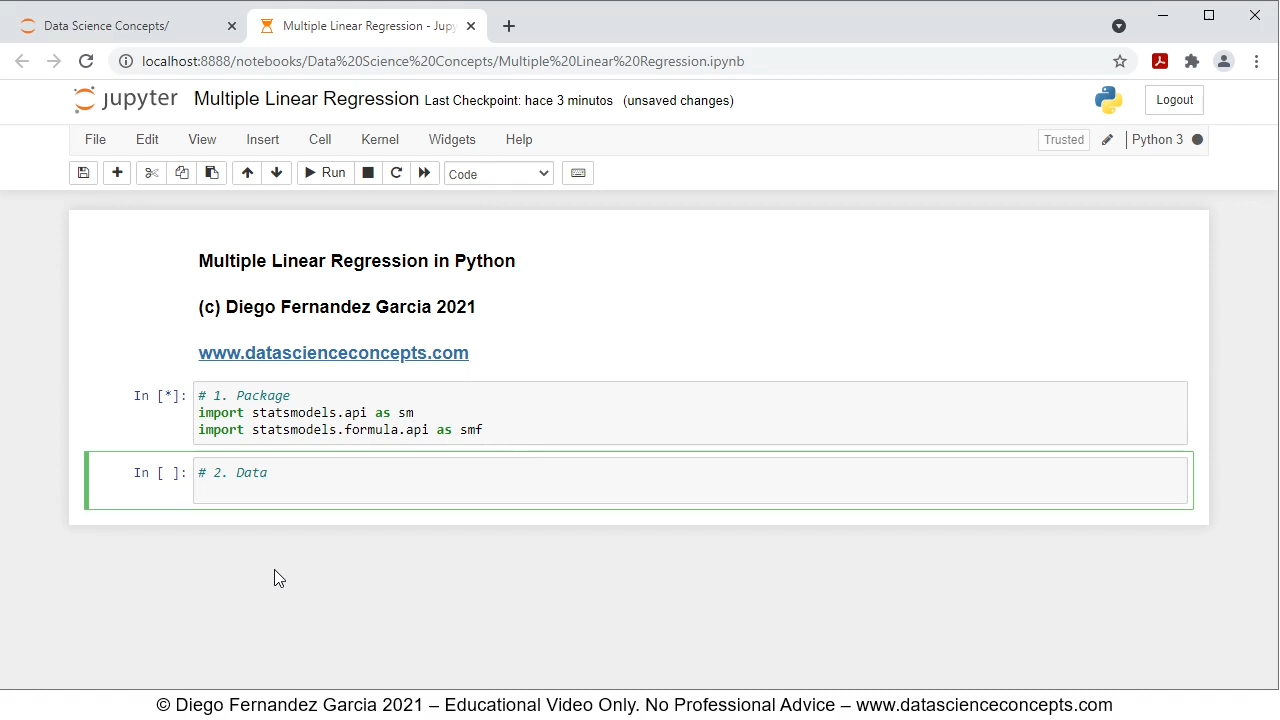 Data Science Concepts/
Multiple Linear Regression - Jupy
localhost:8888/notebooks/Data%20Science%20Concepts/Multiple%20Linear%20Regression.ipynb
jupyter Multiple Linear Regression Last Checkpoint: hace 3 minutos (unsaved changes)
Logout
File Edit View Insert Cell Kernel Widgets Help
Trusted Python 3
Run Code
Multiple Linear Regression in Python
(c) Diego Fernandez Garcia 2021
www.datascienceconcepts.com
In [*]: # 1. Package
import statsmodels.api as sm
import statsmodels.formula.api as smf
In [ ]: # 2. Data
© Diego Fernandez Garcia 2021 – Educational Video Only. No Professional Advice – www.datascienceconcepts.com